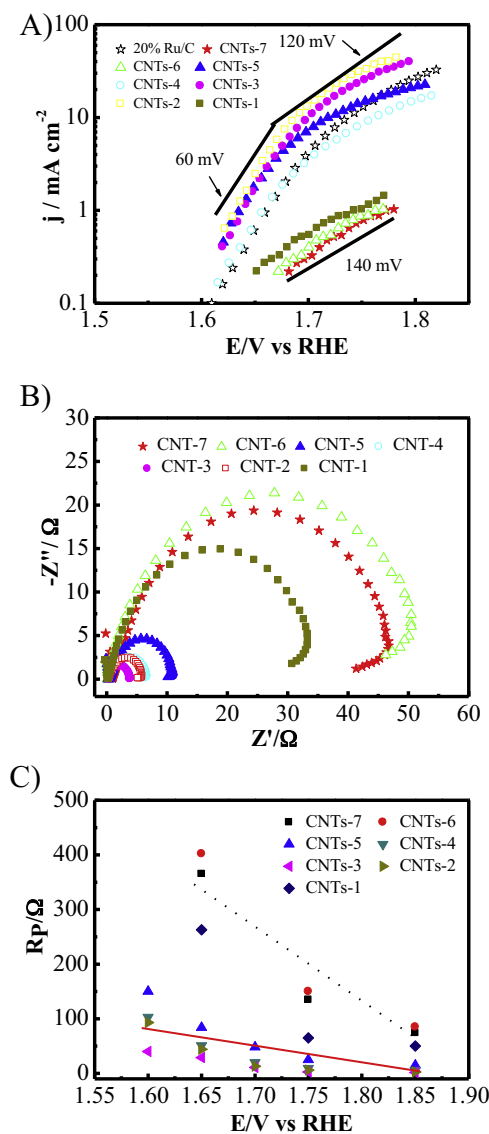 A)
20% Ru/C CNTs-7
CNTs-6 CNTs-5
CNTs-4 CNTs-3
CNTs-2 CNTs-1
120 mV
60 mV
140 mV
j / mA cm⁻²
100
10
1
0.1
1.5 1.6 1.7 1.8
E/V vs RHE
B)
CNT-7 CNT-6 CNT-5 CNT-4
CNT-3 CNT-2 CNT-1
-Z''/Ω
30
25
20
15
10
5
0
0 10 20 30 40 50 60
Z'/Ω
C)
CNTs-7 CNTs-6
CNTs-5 CNTs-4
CNTs-3 CNTs-2
CNTs-1
Rp/Ω
500
400
300
200
100
0
1.55 1.60 1.65 1.70 1.75 1.80 1.85 1.90
E/V vs RHE